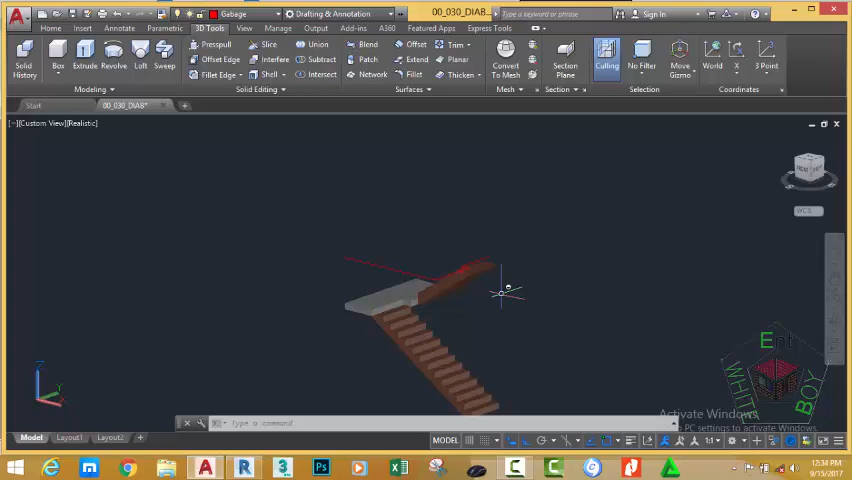 Gabage
Drafting & Annotation
00_030_DIAB...
Type a keyword or phrase
Sign In
Home Insert Annotate Parametric 3D Tools View Manage Output Add-ins A360 Featured Apps Express Tools
Solid History
Box
Extrude
Revolve
Loft
Sweep
Presspull
Offset Edge
Fillet Edge
Slice
Interfere
Shell
Union
Subtract
Intersect
Blend
Patch
Network
Offset
Extend
Fillet
Trim
Planar
Thicken
Convert To Mesh
Section Plane
Culling
No Filter
Move Gizmo
World
X
3 Point
Modeling
Solid Editing
Surfaces
Mesh
Section
Selection
Coordinates
Start
00_030_DIAB*
[−][Custom View][Realistic]
WCS
Z
Y
X
Ent
WHITE
BOY
Activate Windows
PC settings to activate Windows.
Type a command
Model Layout1 Layout2
MODEL
1:1
12:34 PM
9/15/2017